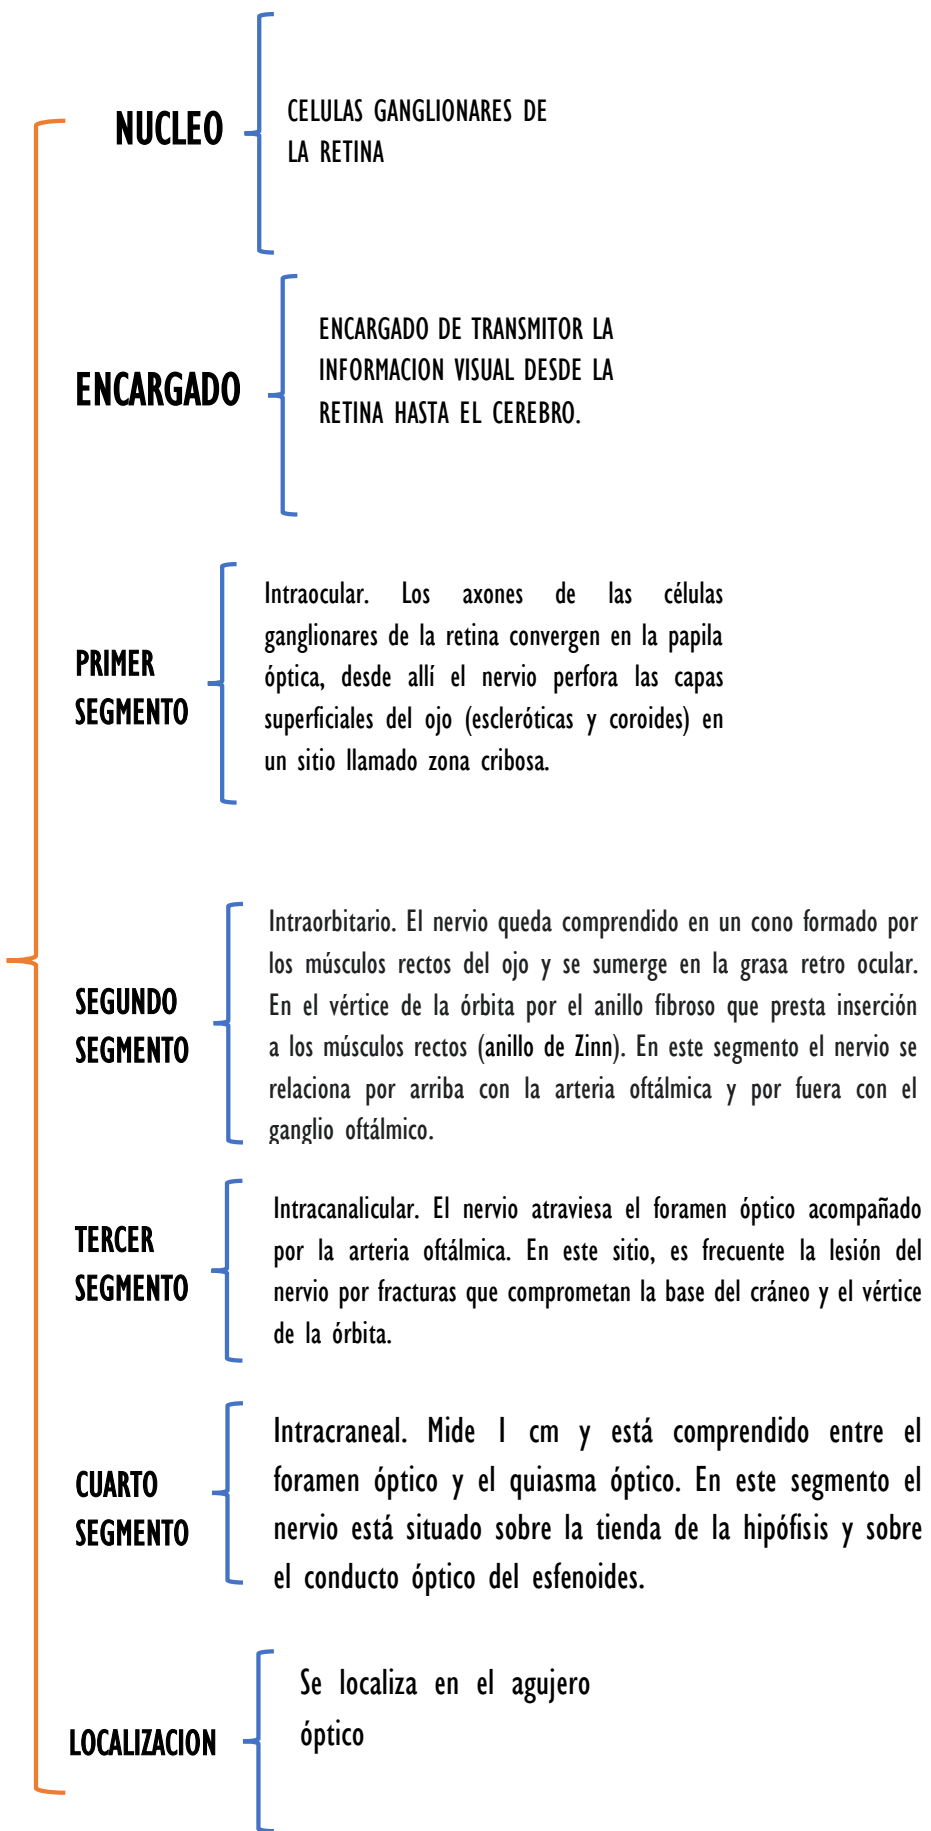 NUCLEO
CELULAS GANGLIONARES DE
LA RETINA
ENCARGADO
ENCARGADO DE TRANSMITOR LA
INFORMACION VISUAL DESDE LA
RETINA HASTA EL CEREBRO.
PRIMER
SEGMENTO
Intraocular. Los axones de las células
ganglionares de la retina convergen en la papila
óptica, desde allí el nervio perfora las capas
superficiales del ojo (escleróticas y coroides) en
un sitio llamado zona cribosa.
SEGUNDO
SEGMENTO
Intraorbitario. El nervio queda comprendido en un cono formado por
los músculos rectos del ojo y se sumerge en la grasa retro ocular.
En el vértice de la órbita por el anillo fibroso que presta inserción
a los músculos rectos (anillo de Zinn). En este segmento el nervio se
relaciona por arriba con la arteria oftálmica y por fuera con el
ganglio oftálmico.
TERCER
SEGMENTO
Intracanalicular. El nervio atraviesa el foramen óptico acompañado
por la arteria oftálmica. En este sitio, es frecuente la lesión del
nervio por fracturas que comprometan la base del cráneo y el vértice
de la órbita.
CUARTO
SEGMENTO
Intracraneal. Mide 1 cm y está comprendido entre el
foramen óptico y el quiasma óptico. En este segmento el
nervio está situado sobre la tienda de la hipófisis y sobre
el conducto óptico del esfenoides.
LOCALIZACION
Se localiza en el agujero
óptico